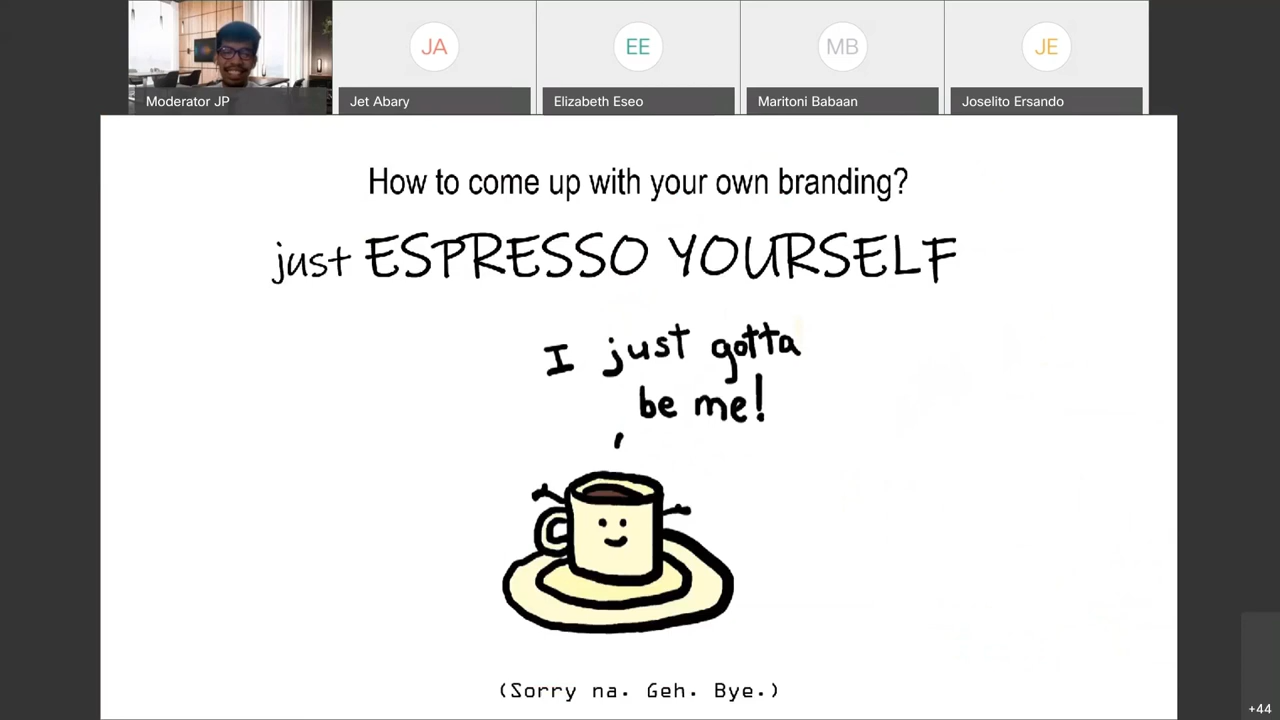 JA
EE
MB
JE
Moderator JP
Jet Abary
Elizabeth Eseo
Maritoni Babaan
Joselito Ersando
How to come up with your own branding?
just ESPRESSO YOURSELF
I just gotta
be me!
(Sorry na. Geh. Bye.)
+44